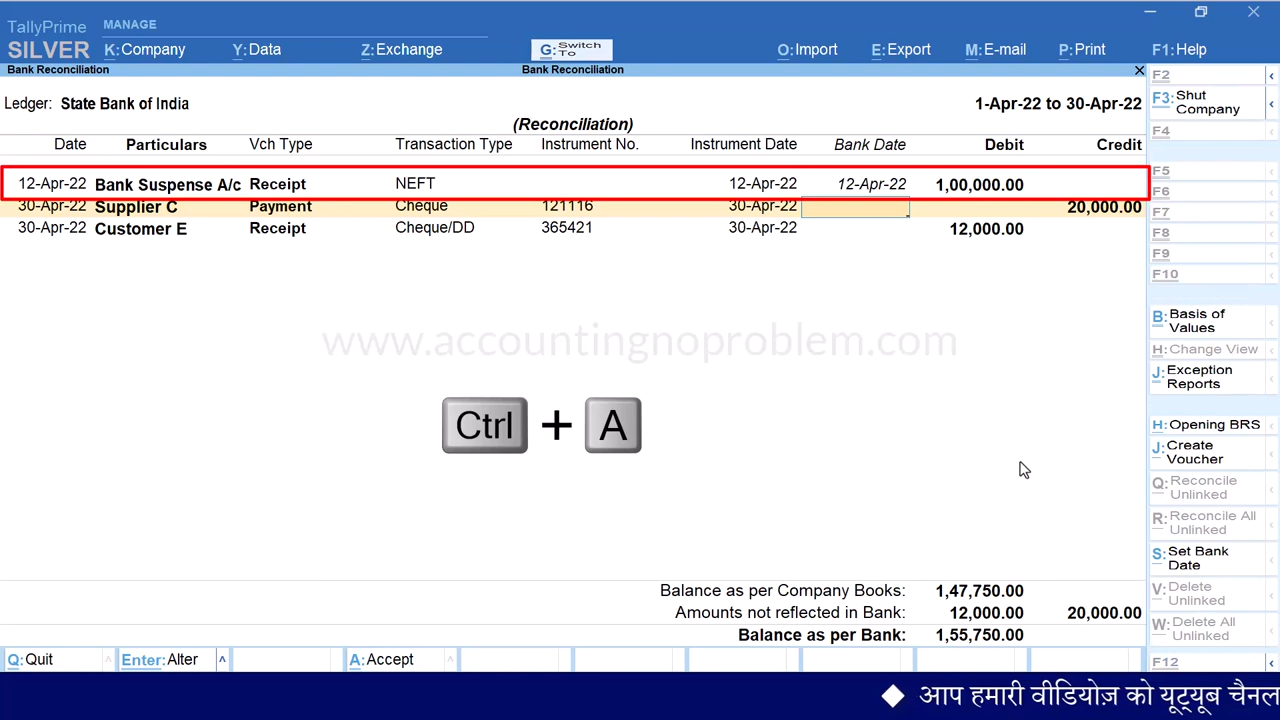 TallyPrime MANAGE
SILVER K:Company Y:Data Z:Exchange G:Switch To O:Import E:Export M:E-mail P:Print F1:Help
Bank Reconciliation Bank Reconciliation
F2
Ledger: State Bank of India 1-Apr-22 to 30-Apr-22
F3: Shut Company
(Reconciliation)
F4
Date Particulars Vch Type Transaction Type Instrument No. Instrument Date Bank Date Debit Credit
F5
12-Apr-22 Bank Suspense A/c Receipt NEFT 12-Apr-22 12-Apr-22 1,00,000.00
F6
30-Apr-22 Supplier C Payment Cheque 121116 30-Apr-22 20,000.00
F7
30-Apr-22 Customer E Receipt Cheque/DD 365421 30-Apr-22 12,000.00
F8
F9
F10
B: Basis of Values
www.accountingnoproblem.com
H: Change View
J: Exception Reports
Ctrl + A
H: Opening BRS
J: Create Voucher
Q: Reconcile Unlinked
R: Reconcile All Unlinked
S: Set Bank Date
V: Delete Unlinked
W: Delete All Unlinked
Balance as per Company Books: 1,47,750.00
Amounts not reflected in Bank: 12,000.00 20,000.00
Balance as per Bank: 1,55,750.00
Q:Quit Enter:Alter A:Accept F12
आप हमारी वीडियोज़ को यूट्यूब चैनल